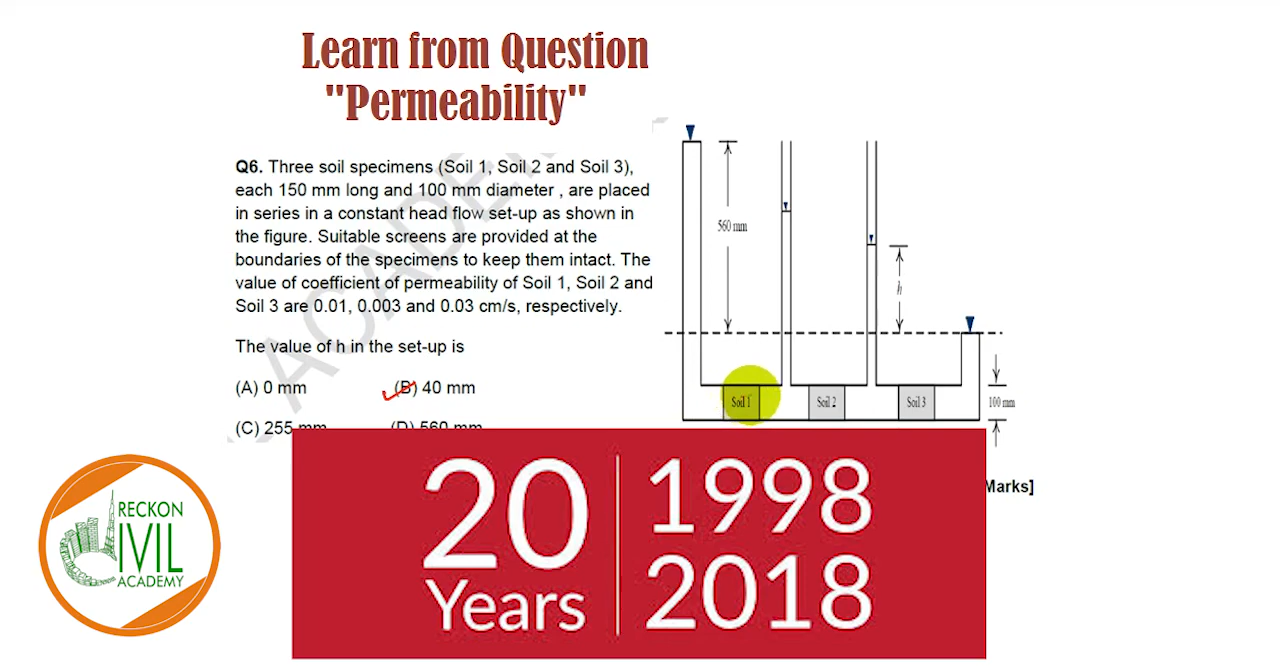 Learn from Question
"Permeability"
Q6. Three soil specimens (Soil 1, Soil 2 and Soil 3),
each 150 mm long and 100 mm diameter , are placed
in series in a constant head flow set-up as shown in
the figure. Suitable screens are provided at the
boundaries of the specimens to keep them intact. The
value of coefficient of permeability of Soil 1, Soil 2 and
Soil 3 are 0.01, 0.003 and 0.03 cm/s, respectively.
The value of h in the set-up is
(A) 0 mm
(B) 40 mm
(C) 255 mm
(D) 560 mm
560 mm
h
Soil 1
Soil 2
Soil 3
100 mm
Marks]
ACADEM
20
Years
1998
2018
RECKON
IVIL
ACADEMY